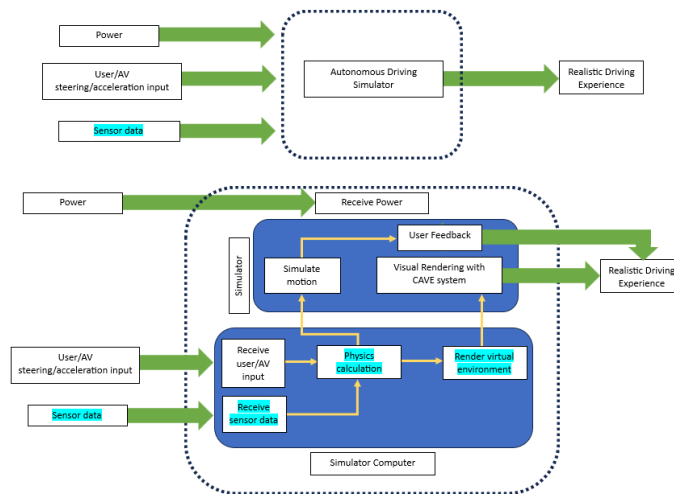 Power
User/AV
steering/acceleration input
Sensor data
Autonomous Driving
Simulator
Realistic Driving
Experience
Power
Receive Power
Simulator
User Feedback
Simulate
motion
Visual Rendering with
CAVE system
Realistic Driving
Experience
User/AV
steering/acceleration input
Receive
user/AV
input
Physics
calculation
Render virtual
environment
Sensor data
Receive
sensor data
Simulator Computer